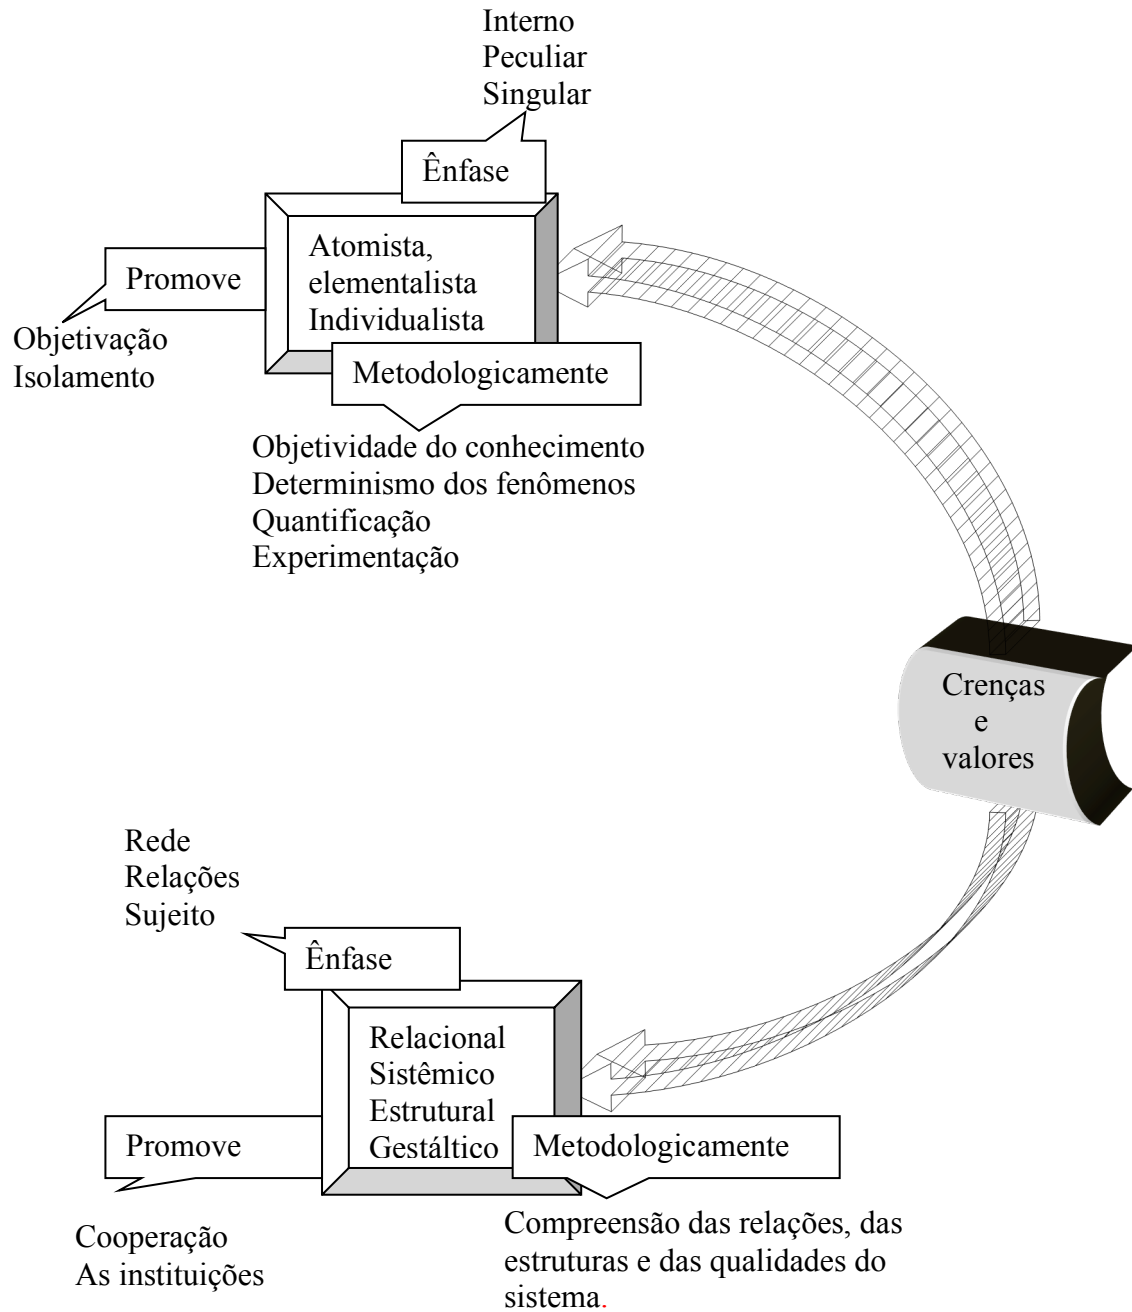 Interno
Peculiar
Singular
Ênfase
Atomista,
elementalista
Individualista
Promove
Objetivação
Isolamento
Metodologicamente
Objetividade do conhecimento
Determinismo dos fenômenos
Quantificação
Experimentação
Crenças
e
valores
Rede
Relações
Sujeito
Ênfase
Relacional
Sistêmico
Estrutural
Gestáltico
Promove
Metodologicamente
Cooperação
As instituições
Compreensão das relações, das
estruturas e das qualidades do
sistema.